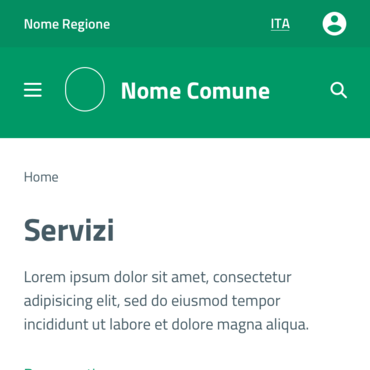 Nome Regione
ITA
Nome Comune
Home
Servizi
Lorem ipsum dolor sit amet, consectetur
adipisicing elit, sed do eiusmod tempor
incididunt ut labore et dolore magna aliqua.